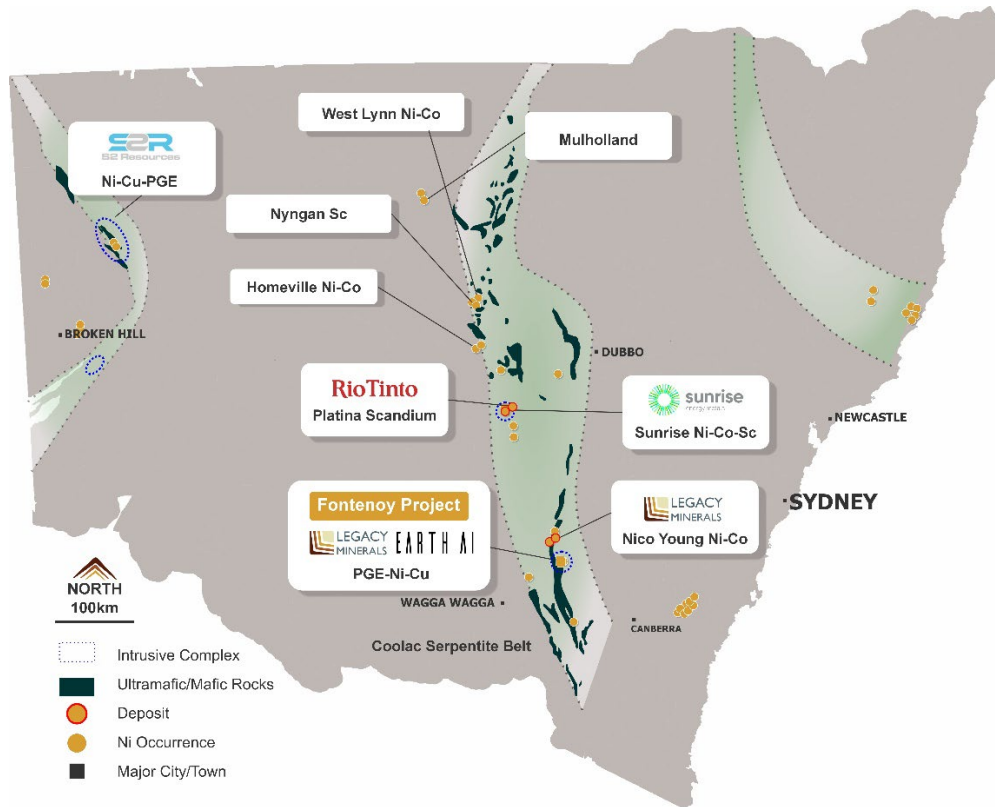 West Lynn Ni-Co
Mulholland
S2R
S2 Resources
Ni-Cu-PGE
Nyngan Sc
Homeville Ni-Co
BROKEN HILL
DUBBO
RioTinto
Platina Scandium
sunrise
Sunrise Ni-Co-Sc
NEWCASTLE
SYDNEY
Fontenoy Project
LEGACY
MINERALS
EARTH AI
PGE-Ni-Cu
LEGACY
MINERALS
Nico Young Ni-Co
NORTH
100km
WAGGA WAGGA
CANBERRA
Coolac Serpentite Belt
Intrusive Complex
Ultramafic/Mafic Rocks
Deposit
Ni Occurrence
Major City/Town